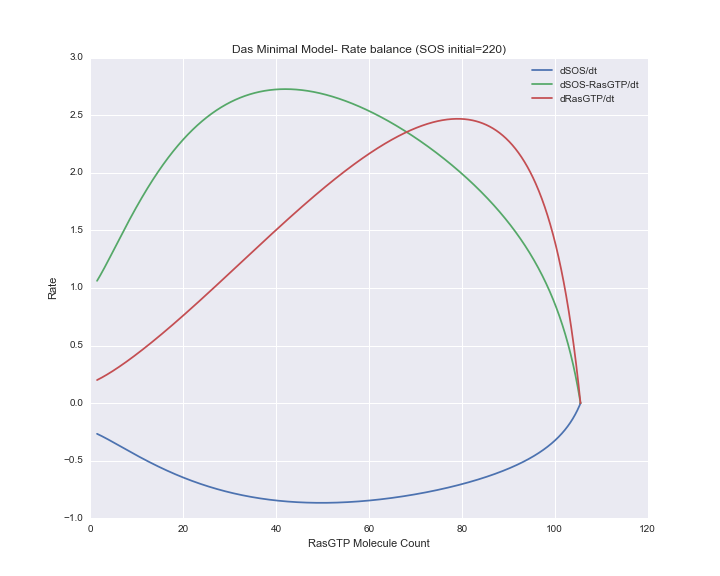 Das Minimal Model- Rate balance (SOS initial=220)
dSOS/dt
dSOS-RasGTP/dt
dRasGTP/dt
3.0
2.5
2.0
1.5
1.0
0.5
0.0
−0.5
−1.0
Rate
0 20 40 60 80 100 120
RasGTP Molecule Count